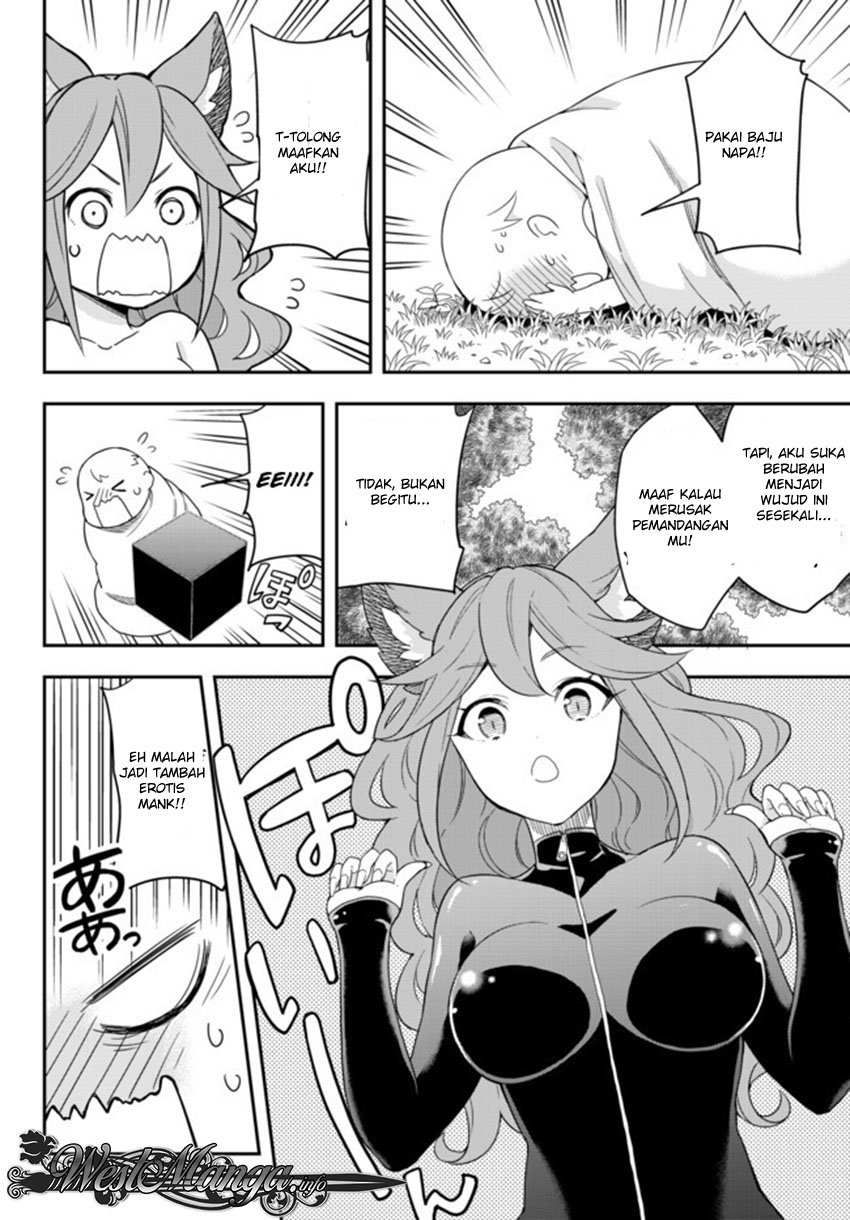 PAKAI BAJU
NAPA!!
T-TOLONG
MAAFKAN
AKU!!
TAPI, AKU SUKA
BERUBAH
MENJADI
WUJUD INI
SESEKALI...
MAAF KALAU
MERUSAK
PEMANDANGAN
MU!
TIDAK, BUKAN
BEGITU...
EEIII!
ぽっ
ぽいーん
EH MALAH
JADI TAMBAH
EROTIS
MANK!!
ああっ
WestManga.info